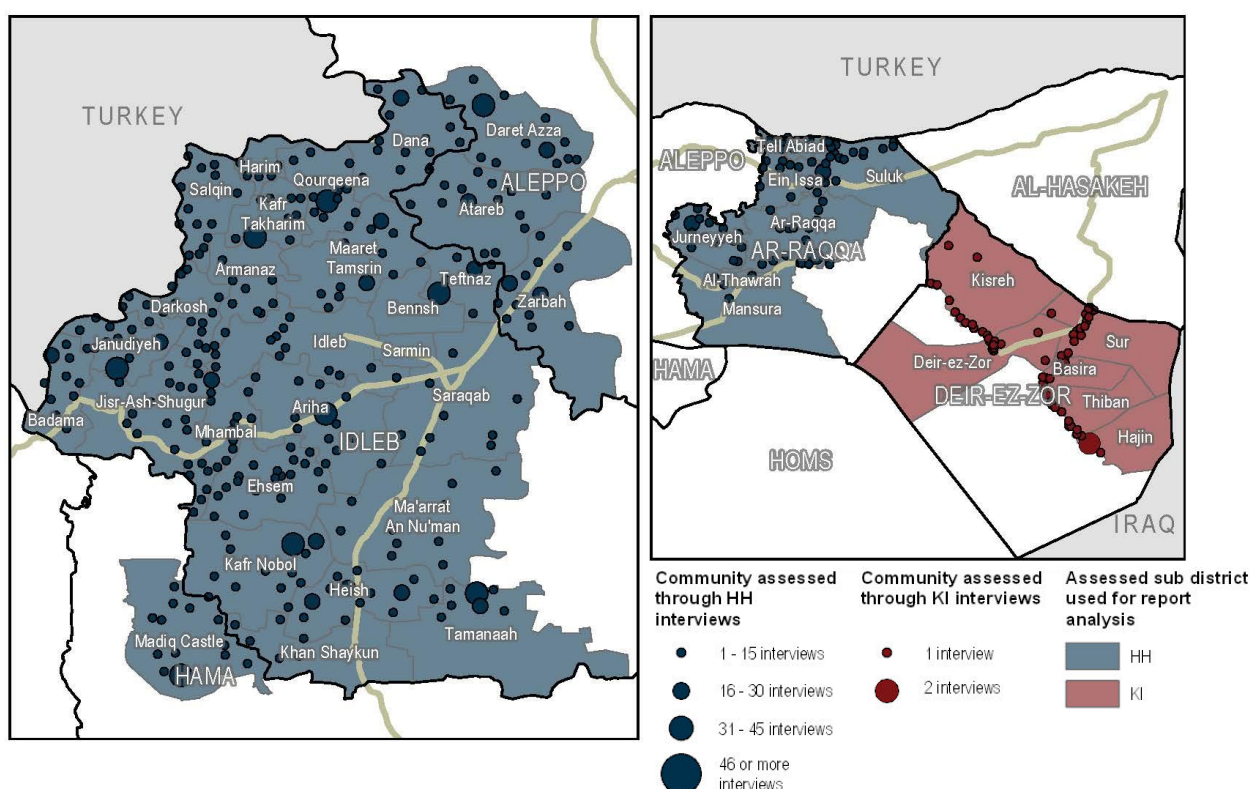 TURKEY
Daret Azza
Dana
Harim
Qourqeena
Salqin
ALEPPO
Kafr
Takharim
Atareb
Maaret
Tamsrin
Armanaz
Teftnaz
Zarbah
Bennsh
Darkosh
Idleb
Janudiyeh
Sarmin
Saraqab
Jisr-Ash-Shugur
Ariha
Badama
Mhambal
IDLEB
Ehsem
Ma'arrat
An Nu'man
Kafr Nobol
Heish
Tamanaah
Madiq Castle
Khan Shaykun
HAMA
TURKEY
Tell Abiad
ALEPPO
Ein Issa
Suluk
AL-HASAKEH
Ar-Raqqa
Jurneyyeh
AR-RAQQA
Kisreh
Al-Thawrah
Mansura
Sur
Deir-ez-Zor
Basira
HAMA
DEIR-EZ-ZOR
Thiban
Hajin
HOMS
IRAQ
Community assessed
through HH
interviews
1 - 15 interviews
16 - 30 interviews
31 - 45 interviews
46 or more
interviews
Community assessed
through KI interviews
1 interview
2 interviews
Assessed sub district
used for report
analysis
HH
KI